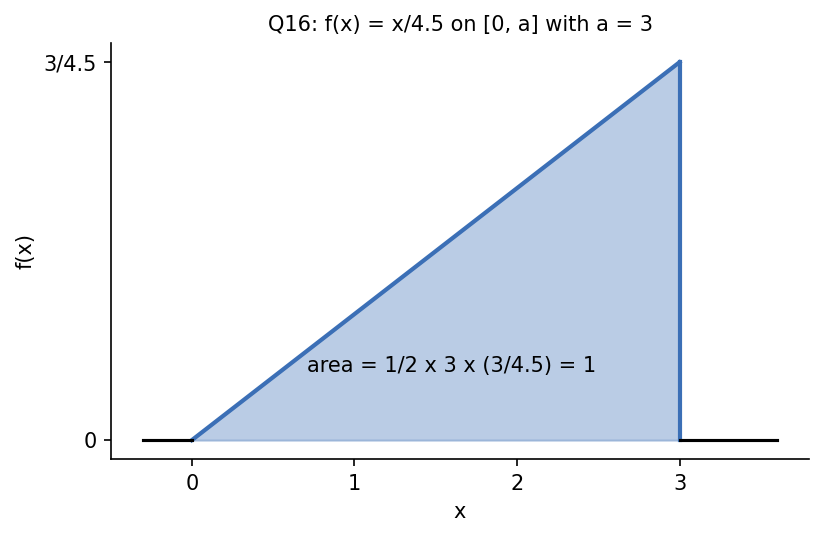 Q16: f(x) = x/4.5 on [0, a] with a = 3
3/4.5
f(x)
area = 1/2 x 3 x (3/4.5) = 1
0
0 1 2 3
x